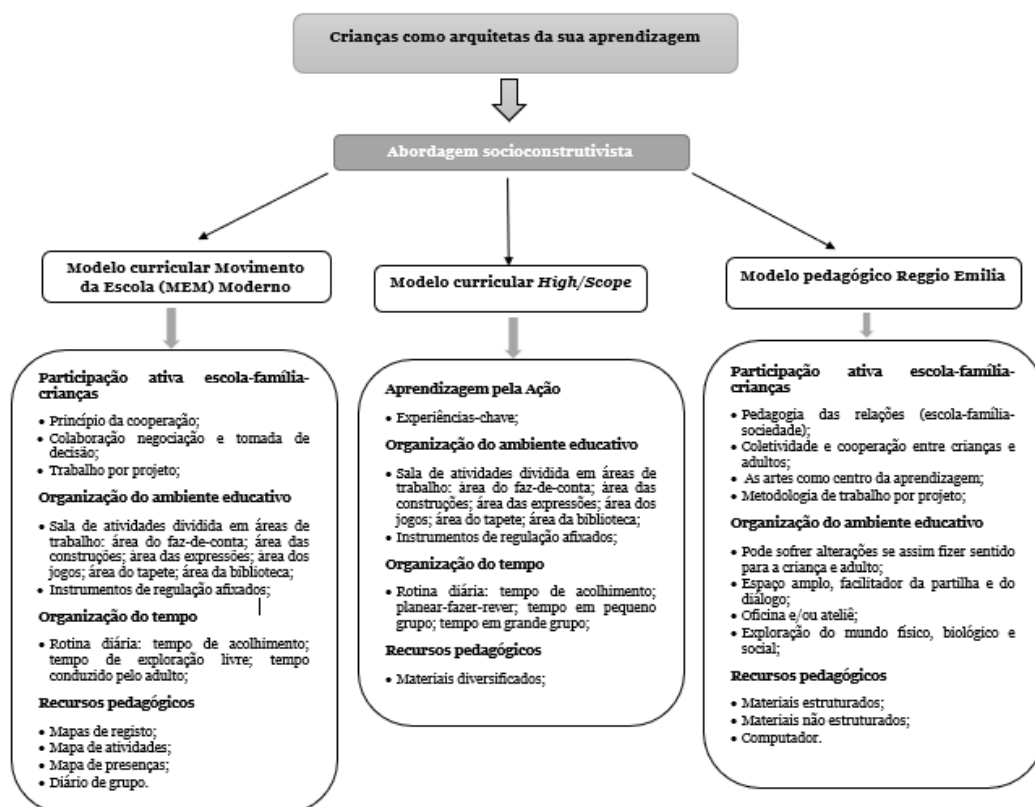 Crianças como arquitetas da sua aprendizagem
Abordagem socioconstrutivista
Modelo curricular Movimento
da Escola (MEM) Moderno
Participação ativa escola-família-
crianças
• Princípio da cooperação;
• Colaboração negociação e tomada de
decisão;
• Trabalho por projeto;
Organização do ambiente educativo
• Sala de atividades dividida em áreas de
trabalho: área do faz-de-conta; área das
construções; área das expressões; área dos
jogos; área do tapete; área da biblioteca;
• Instrumentos de regulação afixados;
Organização do tempo
• Rotina diária: tempo de acolhimento;
tempo de exploração livre; tempo
conduzido pelo adulto;
Recursos pedagógicos
• Mapas de registo;
• Mapa de atividades;
• Mapa de presenças;
• Diário de grupo.
Modelo curricular High/Scope
Aprendizagem pela Ação
• Experiências-chave;
Organização do ambiente educativo
• Sala de atividades dividida em áreas de
trabalho: área do faz-de-conta; área das
construções; área das expressões; área dos
jogos; área do tapete; área da biblioteca;
• Instrumentos de regulação afixados;
Organização do tempo
• Rotina diária: tempo de acolhimento;
planear-fazer-rever; tempo em pequeno
grupo; tempo em grande grupo;
Recursos pedagógicos
• Materiais diversificados;
Modelo pedagógico Reggio Emilia
Participação ativa escola-família-
crianças
• Pedagogia das relações (escola-família-
sociedade);
• Coletividade e cooperação entre crianças e
adultos;
• As artes como centro da aprendizagem;
• Metodologia de trabalho por projeto;
Organização do ambiente educativo
• Pode sofrer alterações se assim fizer sentido
para a criança e adulto;
• Espaço amplo, facilitador da partilha e do
diálogo;
• Oficina e/ou ateliê;
• Exploração do mundo físico, biológico e
social;
Recursos pedagógicos
• Materiais estruturados;
• Materiais não estruturados;
• Computador.